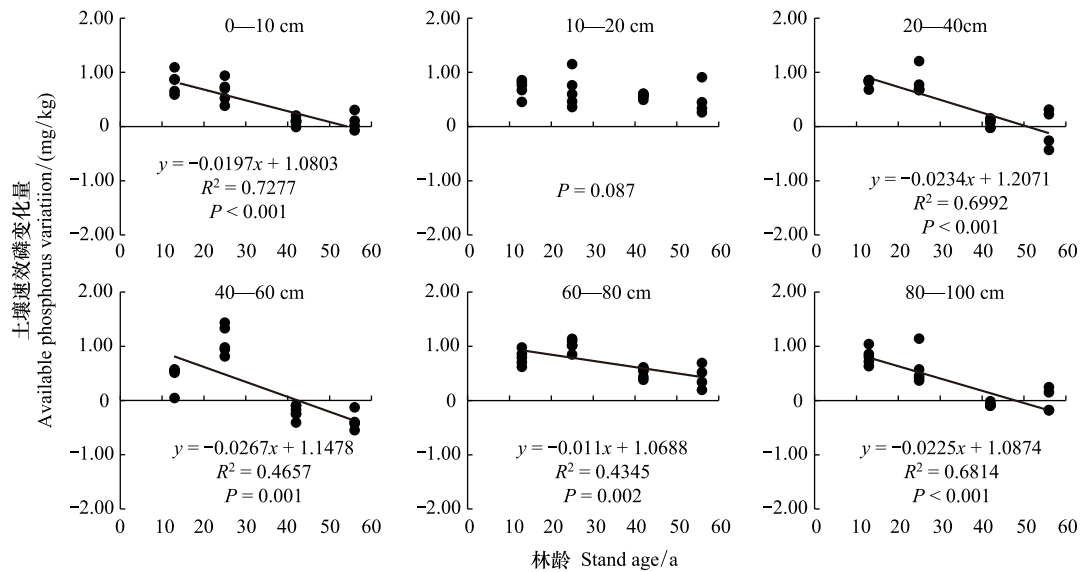 土壤速效磷变化量
Available phosphorus variatiion/(mg/kg)
0—10 cm
2.00
1.00
0
−1.00
−2.00
y = −0.0197x + 1.0803
R² = 0.7277
P < 0.001
0 10 20 30 40 50 60
10—20 cm
2.00
1.00
0
−1.00
−2.00
P = 0.087
0 10 20 30 40 50 60
20—40cm
2.00
1.00
0
−1.00
−2.00
y = −0.0234x + 1.2071
R² = 0.6992
P < 0.001
0 10 20 30 40 50 60
40—60 cm
2.00
1.00
0
−1.00
−2.00
y = −0.0267x + 1.1478
R² = 0.4657
P = 0.001
0 10 20 30 40 50 60
60—80 cm
2.00
1.00
0
−1.00
−2.00
y = −0.011x + 1.0688
R² = 0.4345
P = 0.002
0 10 20 30 40 50 60
80—100 cm
2.00
1.00
0
−1.00
−2.00
y = −0.0225x + 1.0874
R² = 0.6814
P < 0.001
0 10 20 30 40 50 60
林龄 Stand age/a